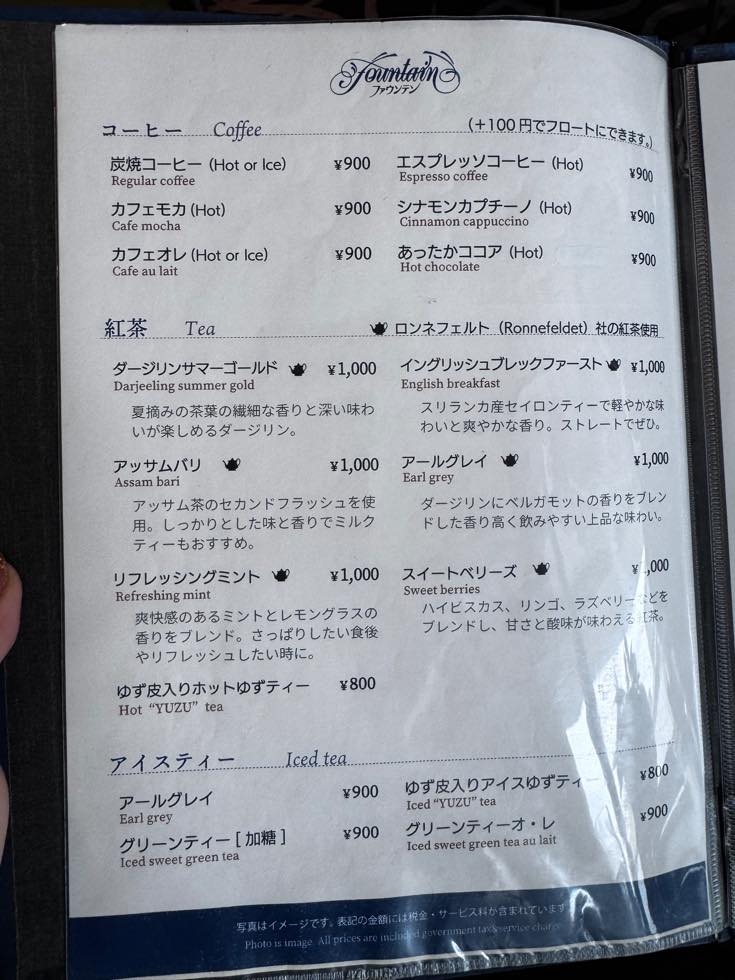 Fountain
ファウンテン
コーヒー Coffee (+100円でフロートにできます。)
炭焼コーヒー (Hot or Ice) ¥900
Regular coffee
エスプレッソコーヒー (Hot) ¥900
Espresso coffee
カフェモカ (Hot) ¥900
Cafe mocha
シナモンカプチーノ (Hot) ¥900
Cinnamon cappuccino
カフェオレ (Hot or Ice) ¥900
Cafe au lait
あったかココア (Hot) ¥900
Hot chocolate
紅茶 Tea ロンネフェルト (Ronnefeldet) 社の紅茶使用
ダージリンサマーゴールド ¥1,000
Darjeeling summer gold
夏摘みの茶葉の繊細な香りと深い味わ
いが楽しめるダージリン。
イングリッシュブレックファースト ¥1,000
English breakfast
スリランカ産セイロンティーで軽やかな味
わいと爽やかな香り。ストレートでぜひ。
アッサムバリ ¥1,000
Assam bari
アッサム茶のセカンドフラッシュを使
用。しっかりとした味と香りでミルク
ティーもおすすめ。
アールグレイ ¥1,000
Earl grey
ダージリンにベルガモットの香りをブレン
ドした香り高く飲みやすい上品な味わい。
リフレッシングミント ¥1,000
Refreshing mint
爽快感のあるミントとレモングラスの
香りをブレンド。さっぱりしたい食後
やリフレッシュしたい時に。
スイートベリーズ ¥1,000
Sweet berries
ハイビスカス、リンゴ、ラズベリーなどを
ブレンドし、甘さと酸味が味わえる紅茶。
ゆず皮入りホットゆずティー ¥800
Hot “YUZU” tea
アイスティー Iced tea
アールグレイ ¥900
Earl grey
ゆず皮入りアイスゆずティー ¥800
Iced “YUZU” tea
グリーンティー [ 加糖 ] ¥900
Iced sweet green tea
グリーンティーオ・レ ¥900
Iced sweet green tea au lait
写真はイメージです。表記の金額には税金・サービス料が含まれています。
Photo is image. All prices are included government tax&service charge.